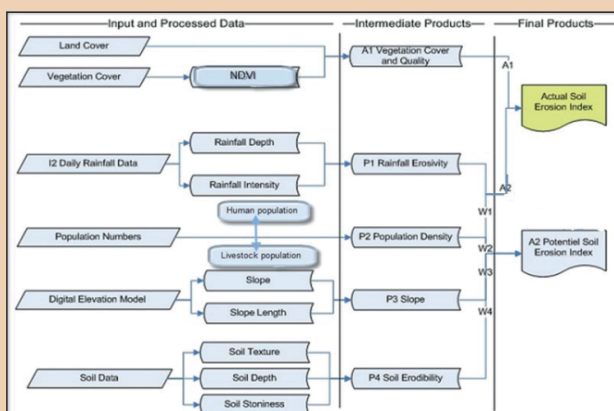 Input and Processed Data
Intermediate Products
Final Products
Land Cover
Vegetation Cover
NDVI
A1 Vegetation Cover
and Quality
A1
Actual Soil
Erosion Index
I2 Daily Rainfall Data
Rainfall Depth
Rainfall Intensity
P1 Rainfall Erosivity
A2
W1
Human population
Population Numbers
Livestock population
P2 Population Density
W2
A2 Potentiel Soil
Erosion Index
W3
Digital Elevation Model
Slope
Slope Length
P3 Slope
W4
Soil Data
Soil Texture
Soil Depth
Soil Stoniness
P4 Soil Erodibility